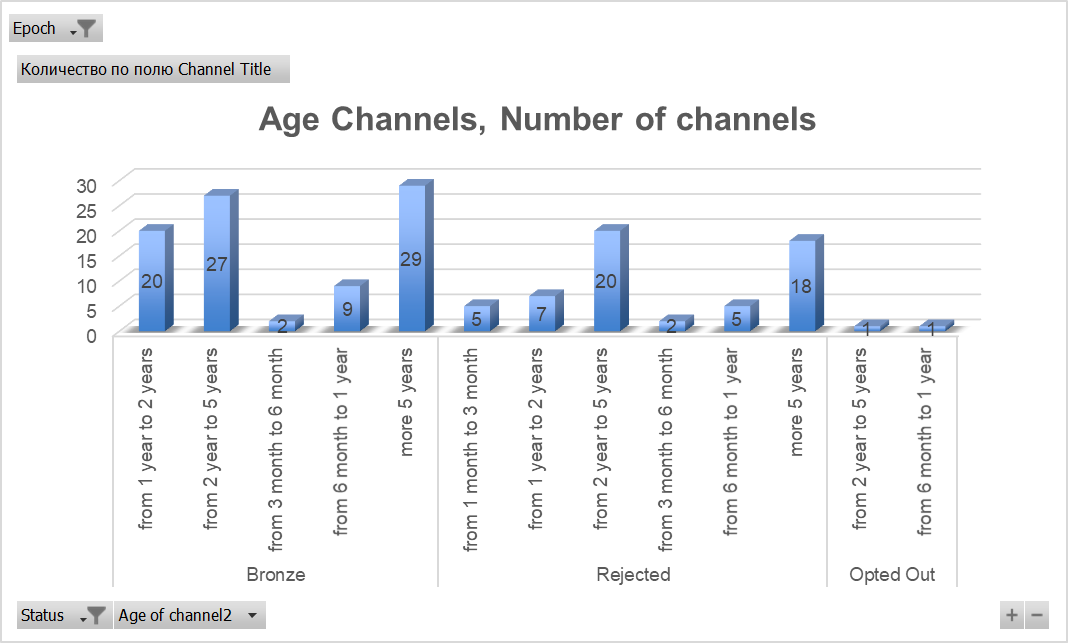 Epoch
Количество по полю Channel Title
Age Channels, Number of channels
30
25
20
15
10
5
0
20
27
2
9
29
5
7
20
2
5
18
1
1
from 1 year to 2 years
from 2 year to 5 years
from 3 month to 6 month
from 6 month to 1 year
more 5 years
from 1 month to 3 month
from 1 year to 2 years
from 2 year to 5 years
from 3 month to 6 month
from 6 month to 1 year
more 5 years
from 2 year to 5 years
from 6 month to 1 year
Bronze
Rejected
Opted Out
Status
Age of channel2
+ −